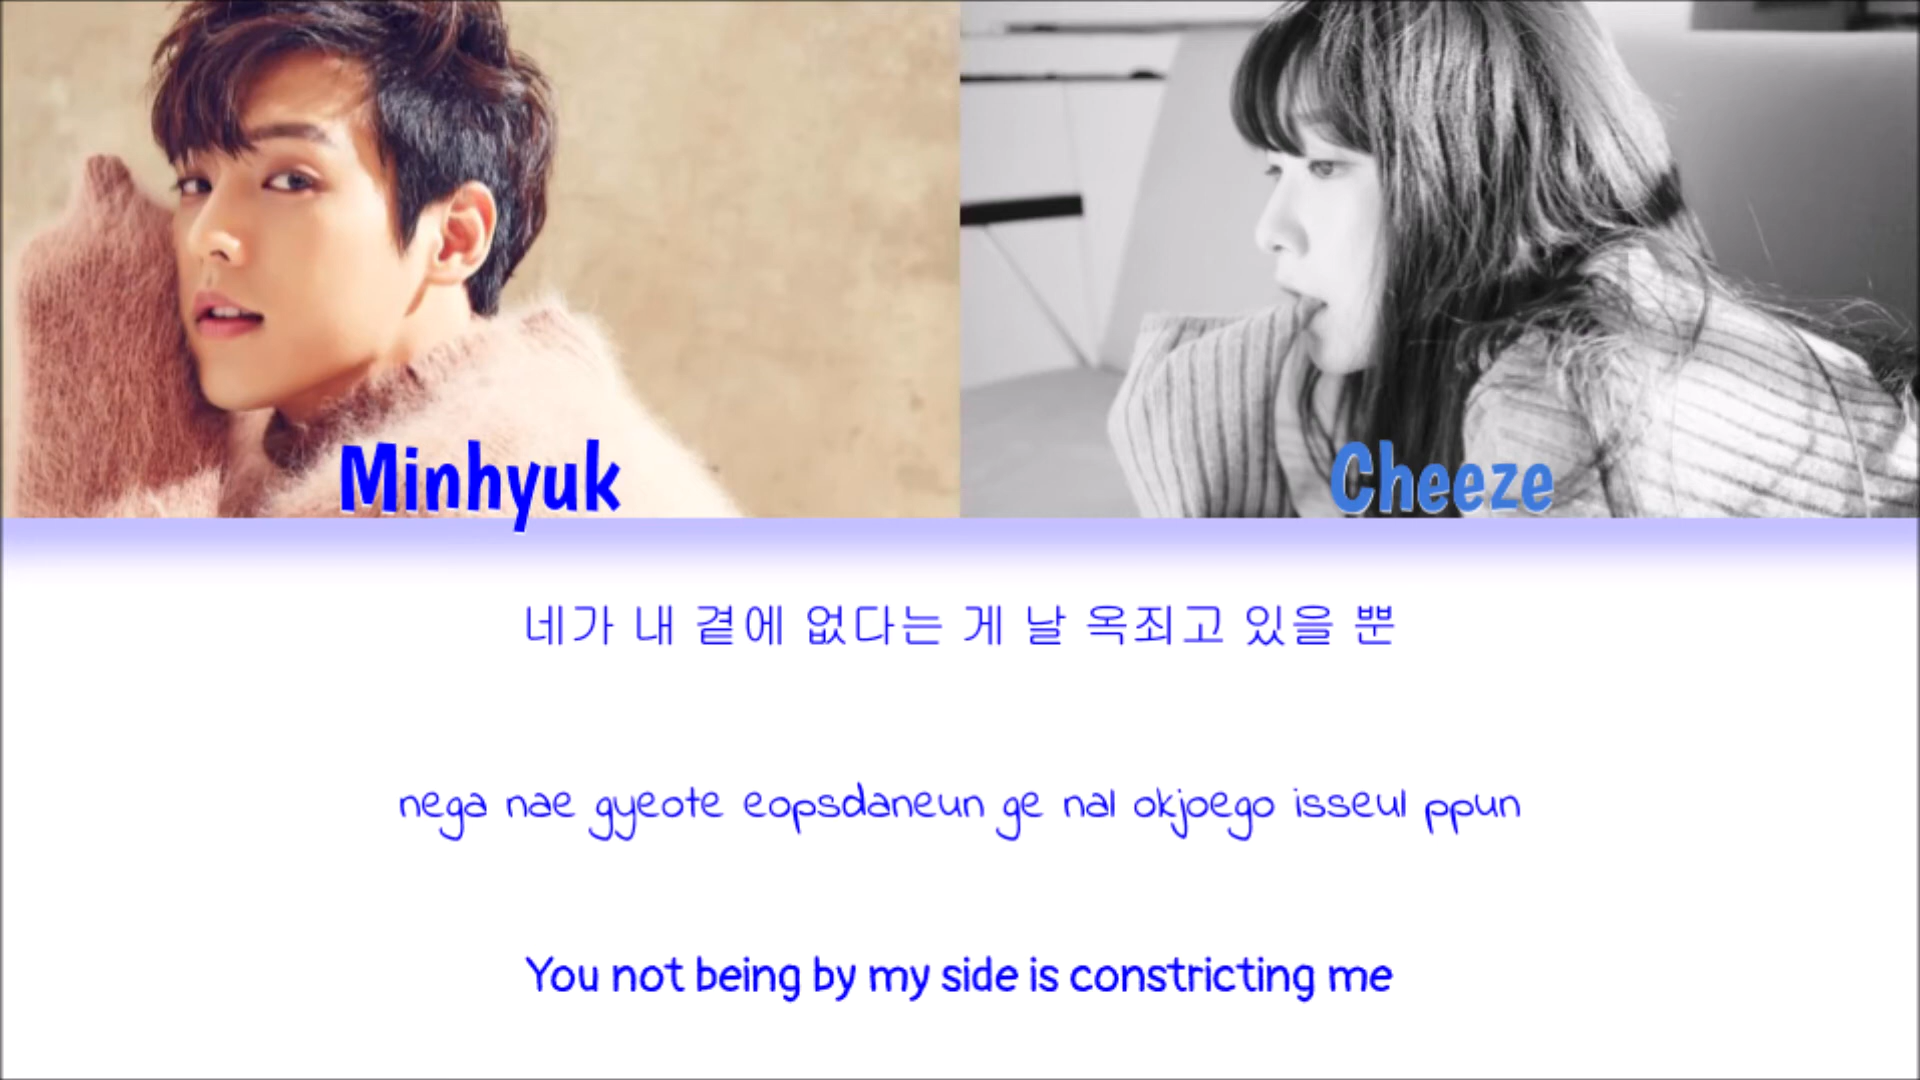 Minhyuk
Cheeze
네가 내 곁에 없다는 게 날 옥죄고 있을 뿐
nega nae gyeote eopsdaneun ge nal okjoego isseul ppun
You not being by my side is constricting me